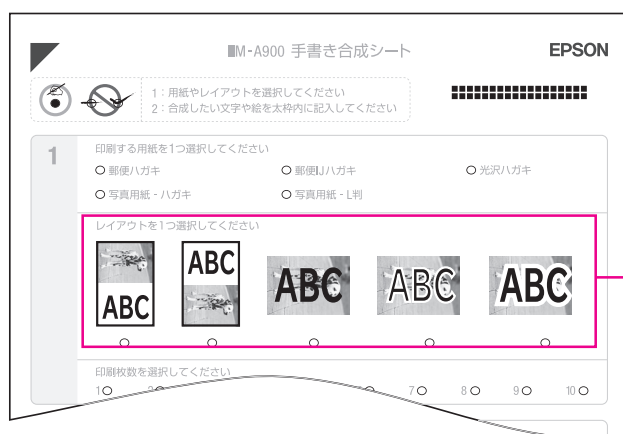 ■M-A900 手書き合成シート
EPSON
1：用紙やレイアウトを選択してください
2：合成したい文字や絵を太枠内に記入してください
1
印刷する用紙を1つ選択してください
郵便ハガキ
郵便IJハガキ
光沢ハガキ
写真用紙 - ハガキ
写真用紙 - L判
レイアウトを1つ選択してください
ABC
ABC
ABC
ABC
ABC
印刷枚数を選択してください
1
7
8
9
10